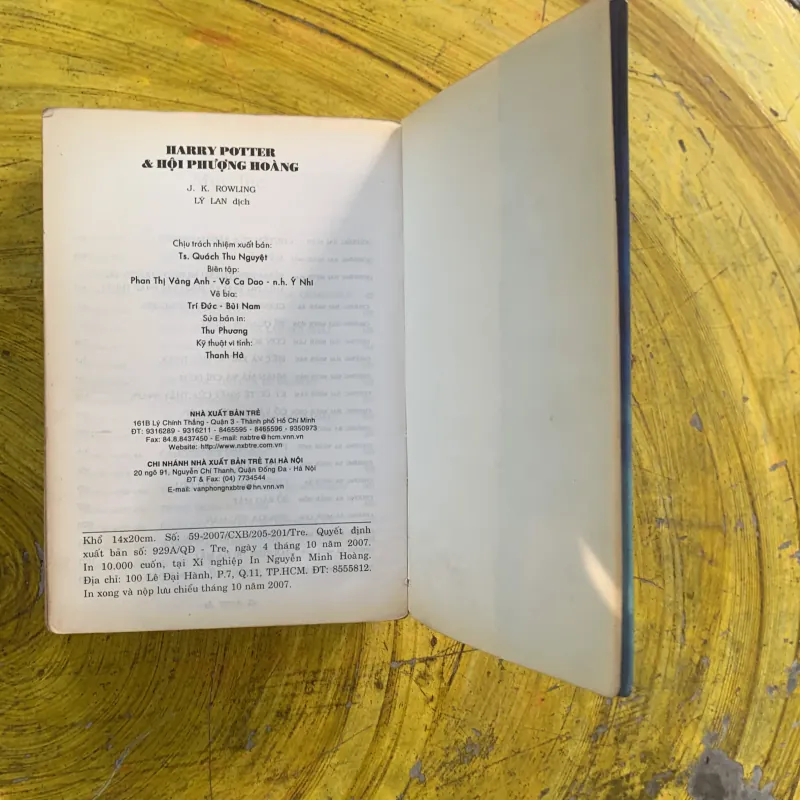 HARRY POTTER
& HỘI PHƯỢNG HOÀNG
J. K. ROWLING
LÝ LAN dịch
Chịu trách nhiệm xuất bản:
Ts. Quách Thu Nguyệt
Biên tập:
Phan Thị Vàng Anh - Võ Ca Dao - n.h. Ý Nhi
Vẽ bìa:
Trí Đức - Bùi Nam
Sửa bản in:
Thu Phương
Kỹ thuật vi tính:
Thanh Hà
NHÀ XUẤT BẢN TRẺ
161B Lý Chính Thắng - Quận 3 - Thành phố Hồ Chí Minh
ĐT: 9316289 - 9316211 - 8465595 - 8465596 - 9350973
Fax: 84.8.8437450 - E-mail: nxbtre@hcm.vnn.vn
Website: http://www.nxbtre.com.vn
CHI NHÁNH NHÀ XUẤT BẢN TRẺ TẠI HÀ NỘI
20 ngõ 91, Nguyễn Chí Thanh, Quận Đống Đa - Hà Nội
ĐT & Fax: (04) 7734544
E-mail: vanphongnxbtre@hn.vnn.vn
Khổ 14x20cm. Số: 59-2007/CXB/205-201/Tre. Quyết định
xuất bản số: 929A/QĐ - Tre, ngày 4 tháng 10 năm 2007.
In 10.000 cuốn, tại Xí nghiệp In Nguyễn Minh Hoàng.
Địa chỉ: 100 Lê Đại Hành, P.7, Q.11, TP.HCM. ĐT: 8555812.
In xong và nộp lưu chiểu tháng 10 năm 2007.